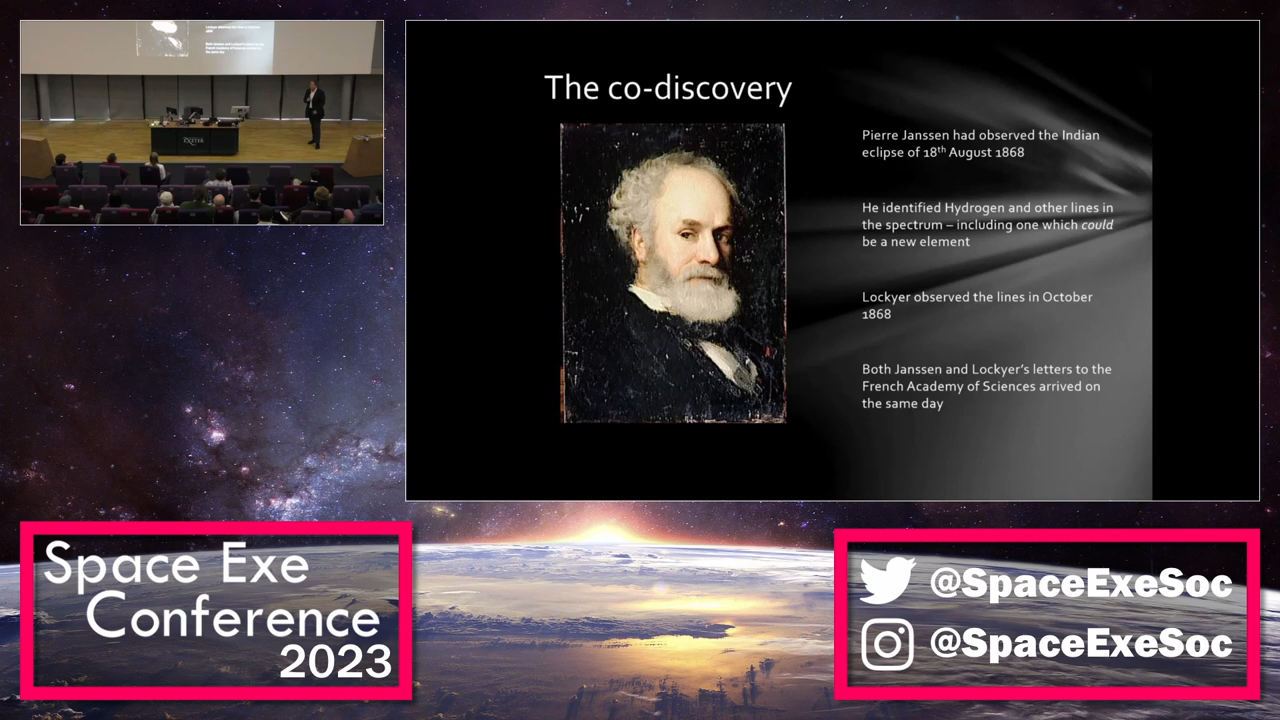 The co-discovery
Pierre Janssen had observed the Indian
eclipse of 18th August 1868
He identified Hydrogen and other lines in
the spectrum – including one which could
be a new element
Lockyer observed the lines in October
1868
Both Janssen and Lockyer's letters to the
French Academy of Sciences arrived on
the same day
EXETER
Space Exe
Conference
2023
@SpaceExeSoc
@SpaceExeSoc